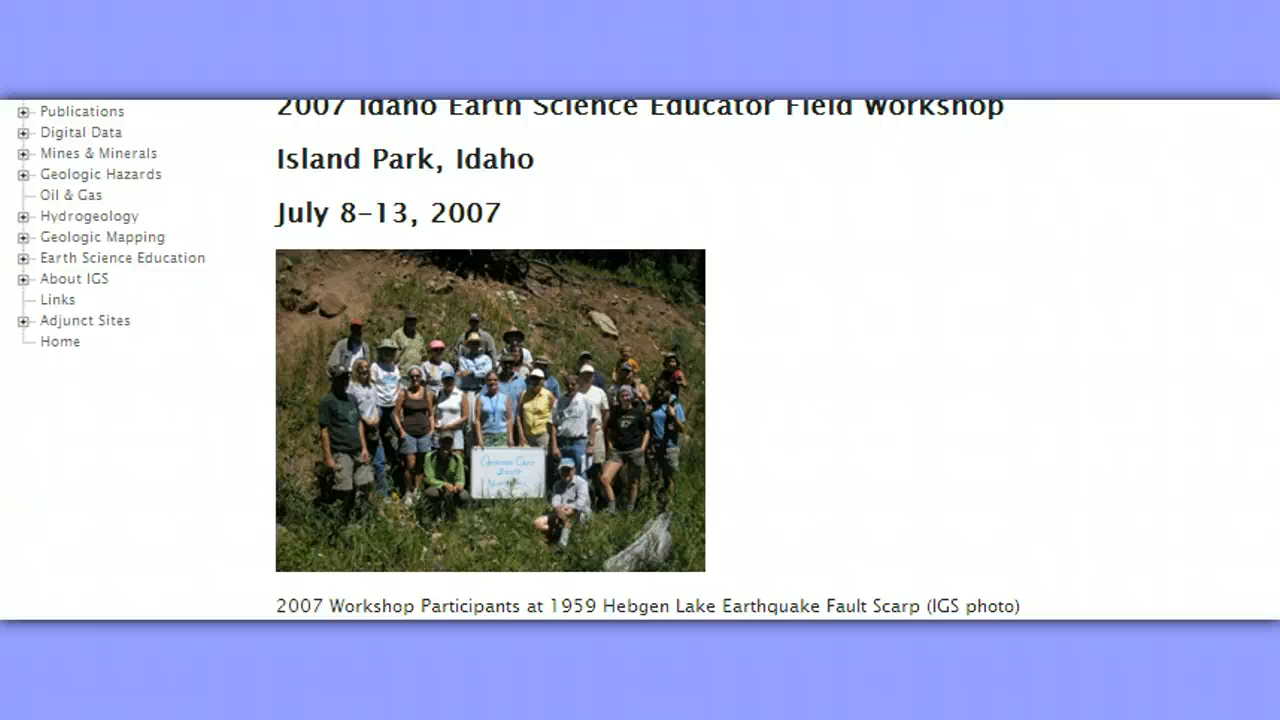 Publications
Digital Data
Mines & Minerals
Geologic Hazards
Oil & Gas
Hydrogeology
Geologic Mapping
Earth Science Education
About IGS
Links
Adjunct Sites
Home
2007 Idaho Earth Science Educator Field Workshop
Island Park, Idaho
July 8-13, 2007
2007 Workshop Participants at 1959 Hebgen Lake Earthquake Fault Scarp (IGS photo)